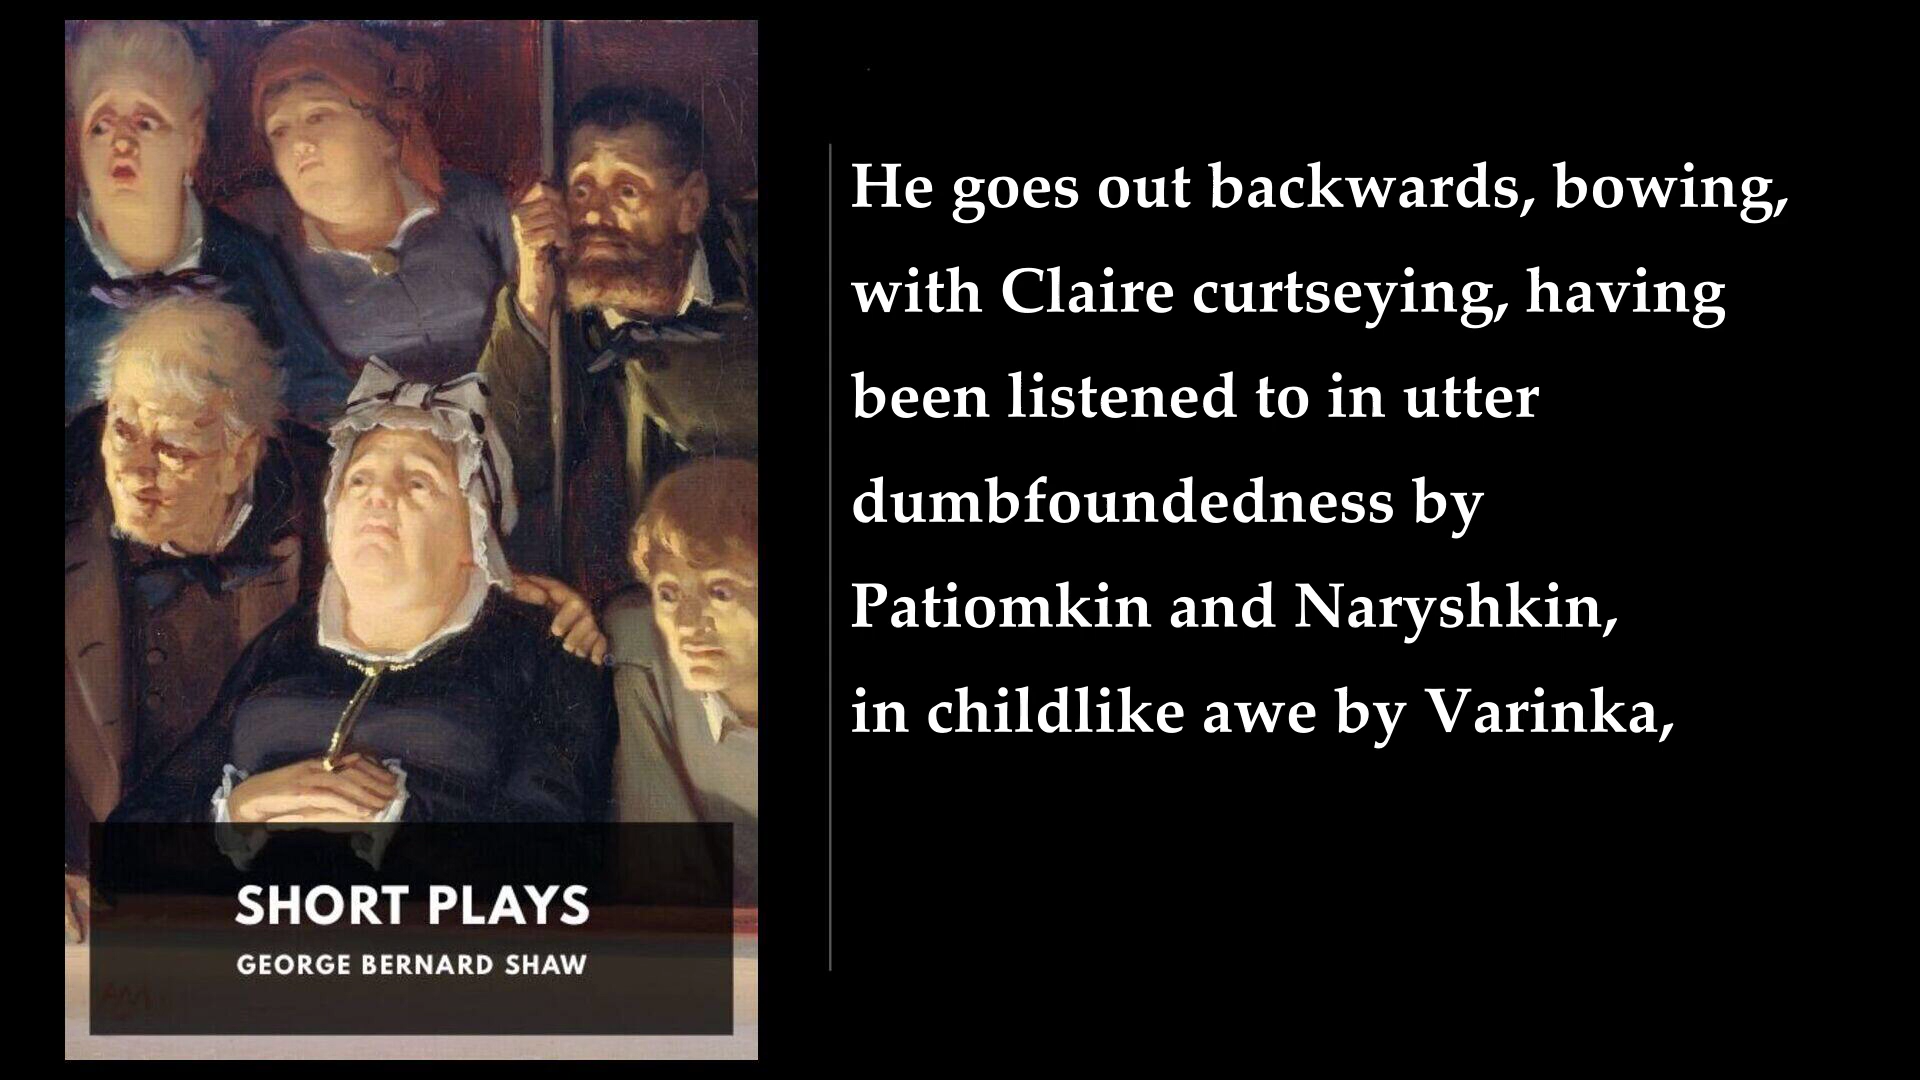 He goes out backwards, bowing,
with Claire curtseying, having
been listened to in utter
dumbfoundedness by
Patiomkin and Naryshkin,
in childlike awe by Varinka,
SHORT PLAYS
GEORGE BERNARD SHAW